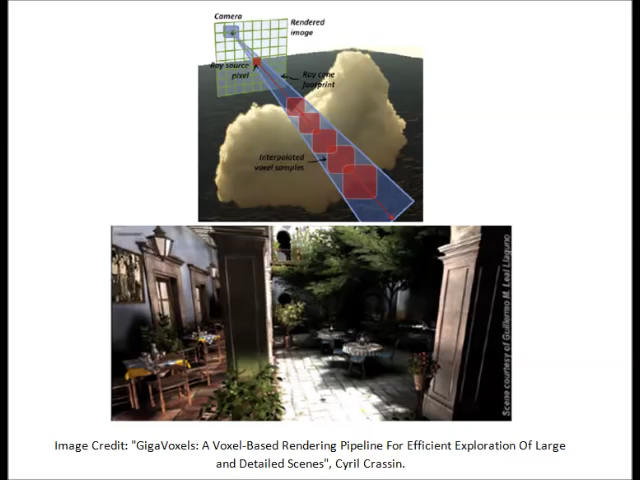 Camera
Rendered
image
Ray source
pixel
Ray cone
footprint
Interpolated
voxel samples
Scene courtesy of Guillermo M. Leal Llaguno
Image Credit: "GigaVoxels: A Voxel-Based Rendering Pipeline For Efficient Exploration Of Large
and Detailed Scenes", Cyril Crassin.